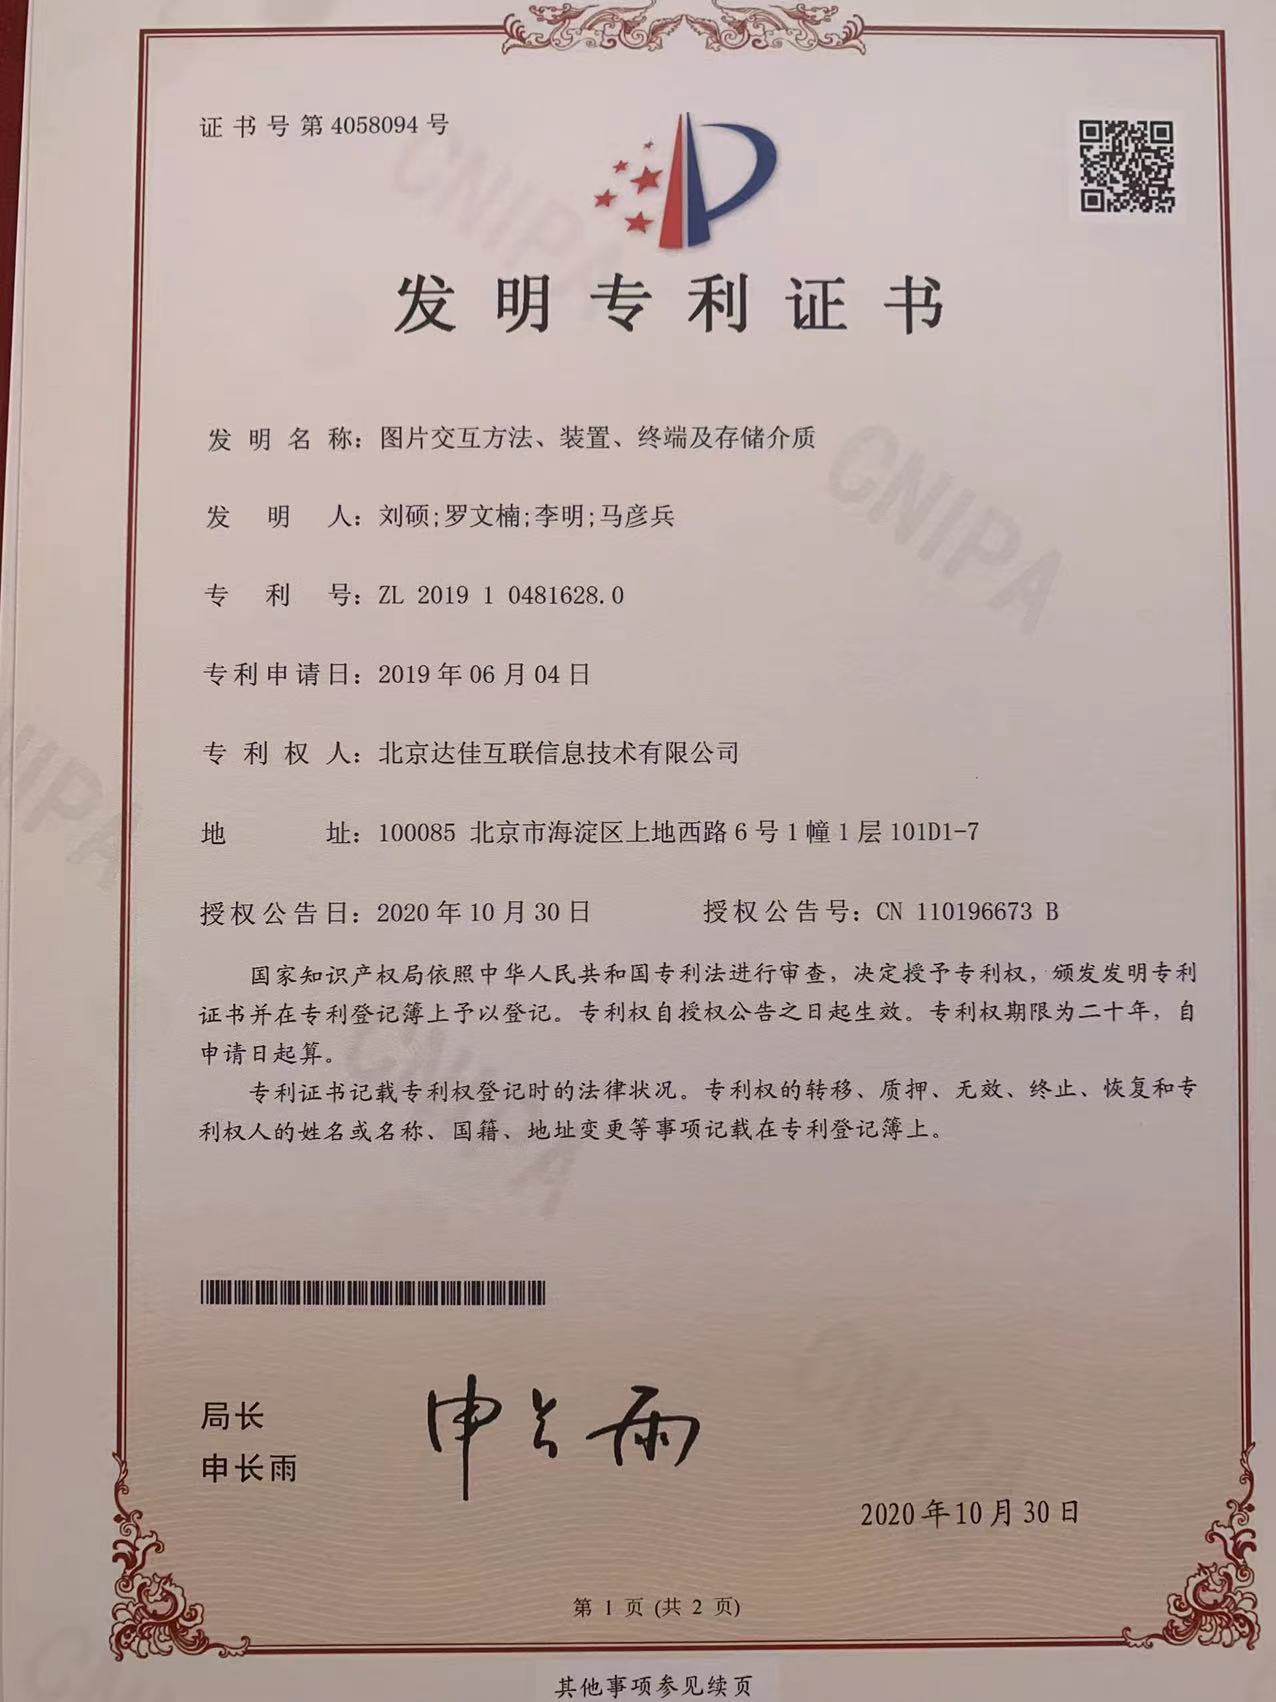 证书号第4058094号
发明专利证书
发明名称：图片交互方法、装置、终端及存储介质
发明人：刘硕;罗文楠;李明;马彦兵
专利号：ZL 2019 1 0481628.0
专利申请日：2019年06月04日
专利权人：北京达佳互联信息技术有限公司
地址：100085 北京市海淀区上地西路6号1幢1层101D1-7
授权公告日：2020年10月30日 授权公告号：CN 110196673 B
国家知识产权局依照中华人民共和国专利法进行审查，决定授予专利权，颁发发明专利
证书并在专利登记簿上予以登记。专利权自授权公告之日起生效。专利权期限为二十年，自
申请日起算。
专利证书记载专利权登记时的法律状况。专利权的转移、质押、无效、终止、恢复和专
利权人的姓名或名称、国籍、地址变更等事项记载在专利登记簿上。
局长
申长雨
申长雨
2020年10月30日
第 1 页 (共 2 页)
其他事项参见续页
CNIPA
CNIPA
CNIPA
CNIPA
CNIPA